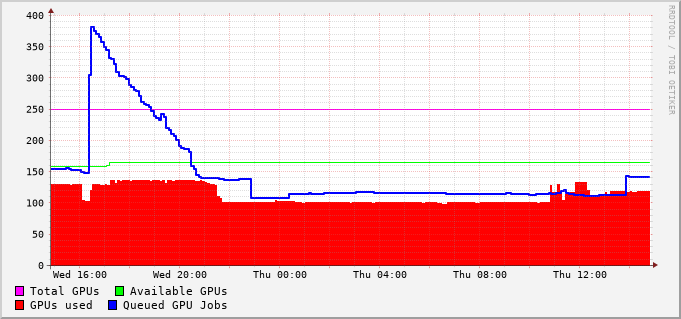 400
350
300
250
200
150
100
50
0
Wed 16:00 Wed 20:00 Thu 00:00 Thu 04:00 Thu 08:00 Thu 12:00
Total GPUs Available GPUs
GPUs used Queued GPU Jobs
RRDTOOL / TOBI OETIKER